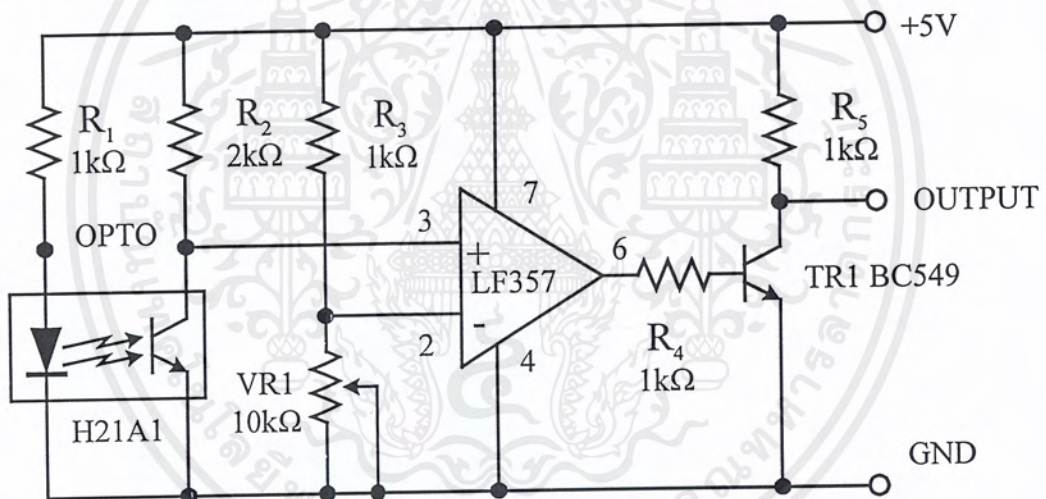 +5V
R1
1kΩ
R2
2kΩ
R3
1kΩ
R5
1kΩ
OPTO
3
7
+
LF357
6
OUTPUT
2
-
4
TR1 BC549
R4
1kΩ
VR1
10kΩ
H21A1
GND